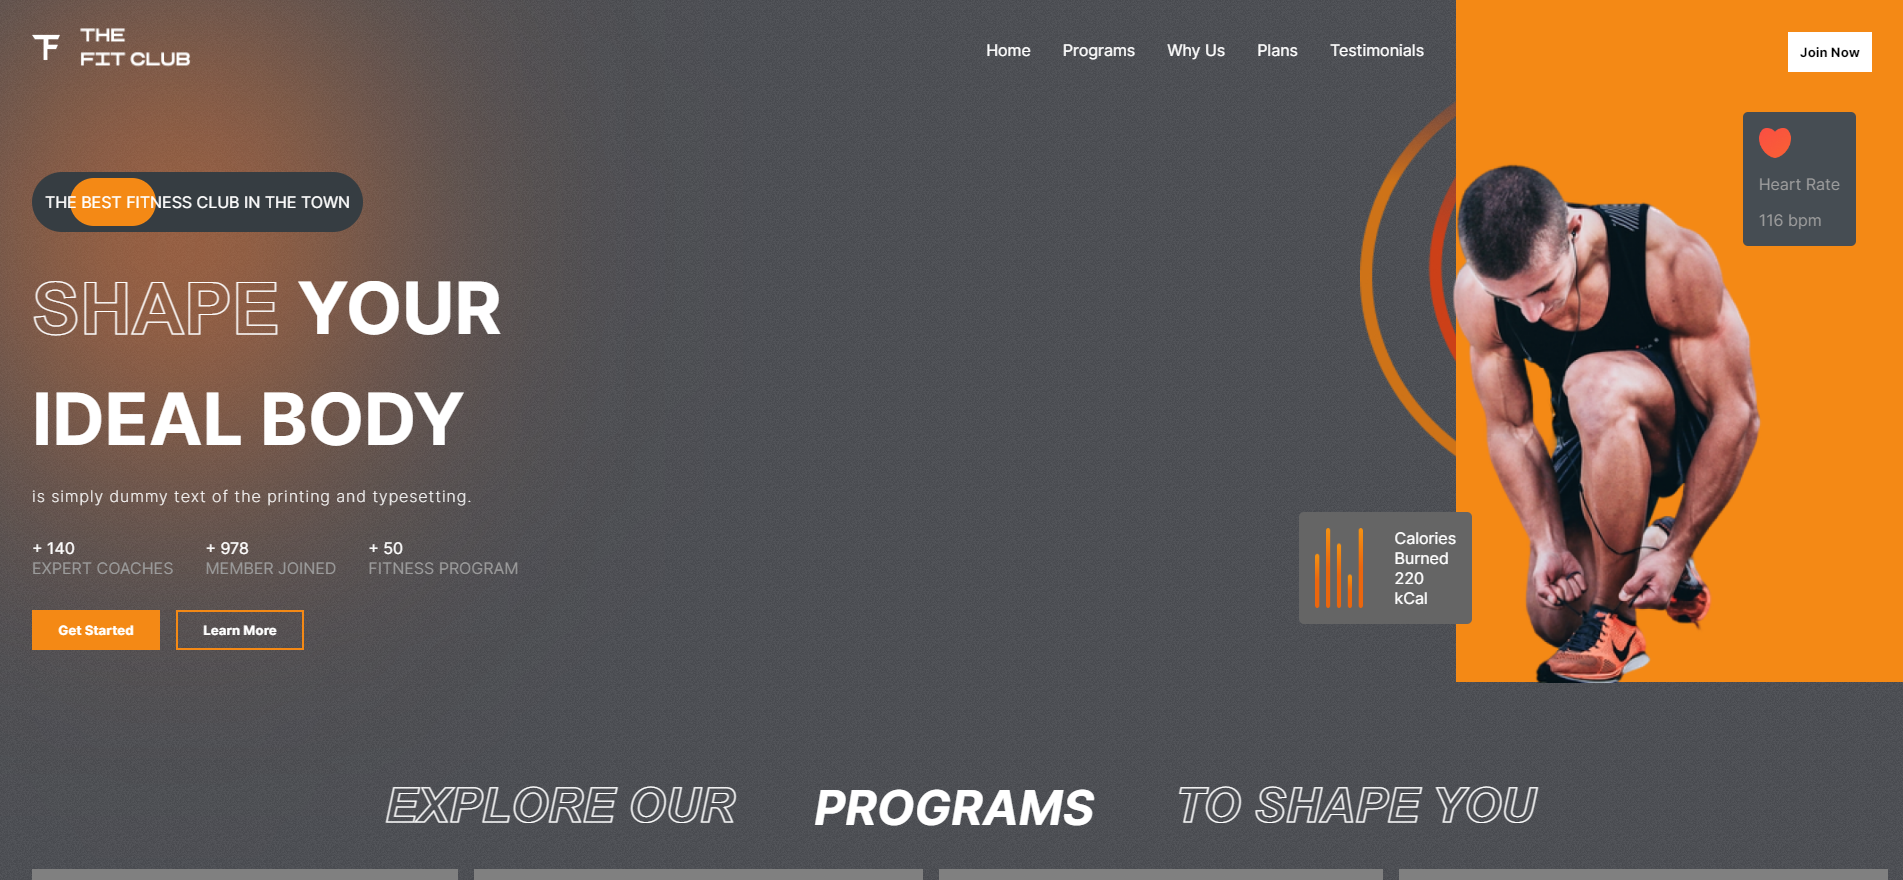 THE
FIT CLUB
Home
Programs
Why Us
Plans
Testimonials
Join Now
Heart Rate
116 bpm
THE BEST FITNESS CLUB IN THE TOWN
SHAPE YOUR
IDEAL BODY
is simply dummy text of the printing and typesetting.
+ 140
EXPERT COACHES
+ 978
MEMBER JOINED
+ 50
FITNESS PROGRAM
Get Started
Learn More
Calories
Burned
220
kCal
EXPLORE OUR PROGRAMS TO SHAPE YOU